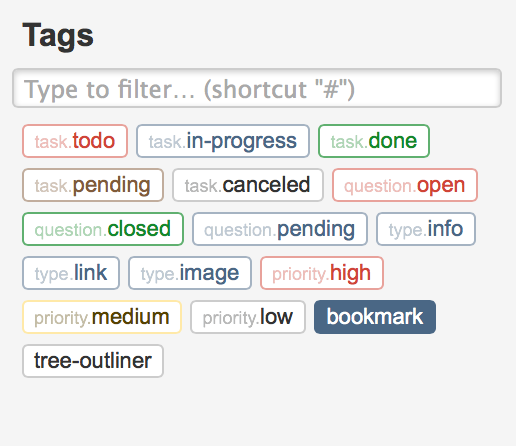 Tags
Type to filter... (shortcut "#")
task.todo task.in-progress task.done
task.pending task.canceled question.open
question.closed question.pending type.info
type.link type.image priority.high
priority.medium priority.low bookmark
tree-outliner